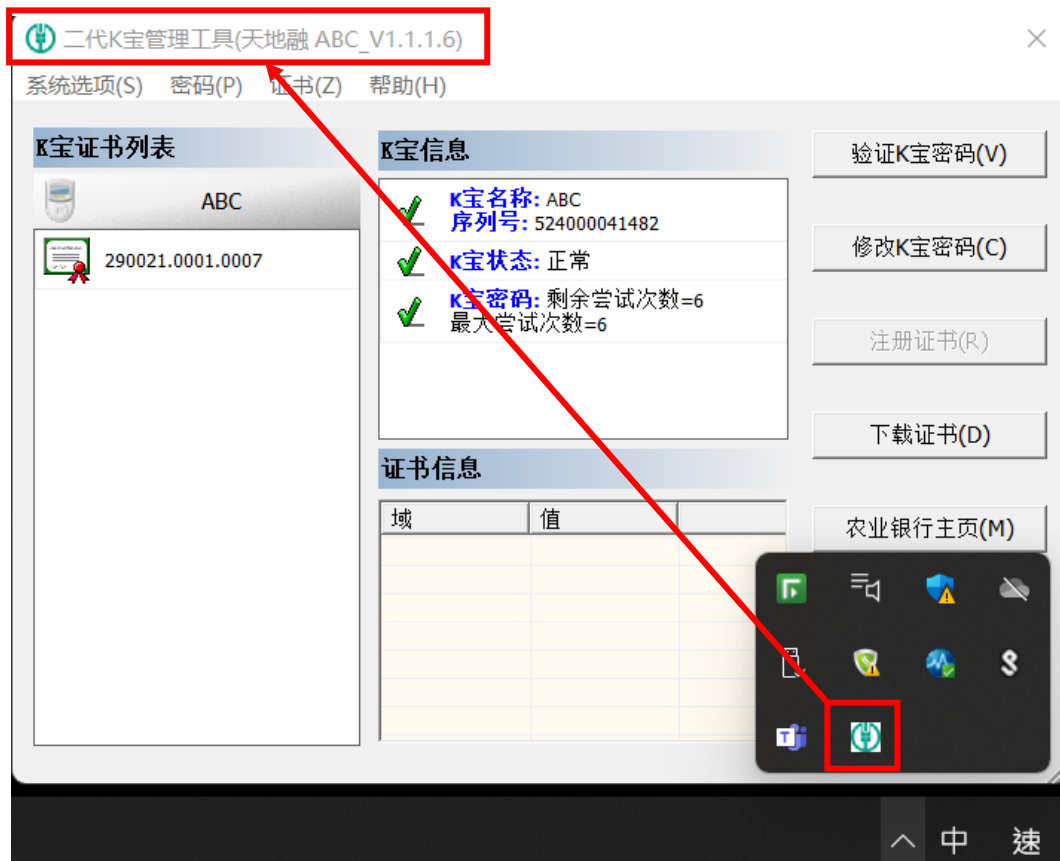 二代K宝管理工具(天地融 ABC_V1.1.1.6)
系统选项(S) 密码(P) 证书(Z) 帮助(H)
K宝证书列表
ABC
290021.0001.0007
K宝信息
K宝名称: ABC
序列号: 524000041482
K宝状态: 正常
K宝密码: 剩余尝试次数=6
最大尝试次数=6
证书信息
域 值
验证K宝密码(V)
修改K宝密码(C)
注册证书(R)
下载证书(D)
农业银行主页(M)
中 速